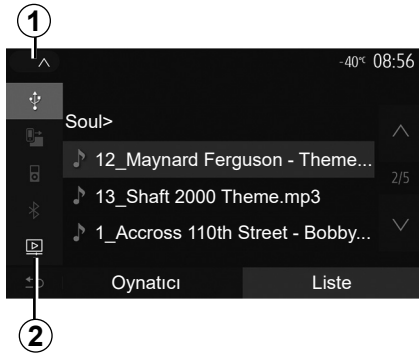 1
-40°C 08:56
Soul>
12_Maynard Ferguson - Theme...
13_Shaft 2000 Theme.mp3
2/5
1_Accross 110th Street - Bobby...
Oynatıcı Liste
2